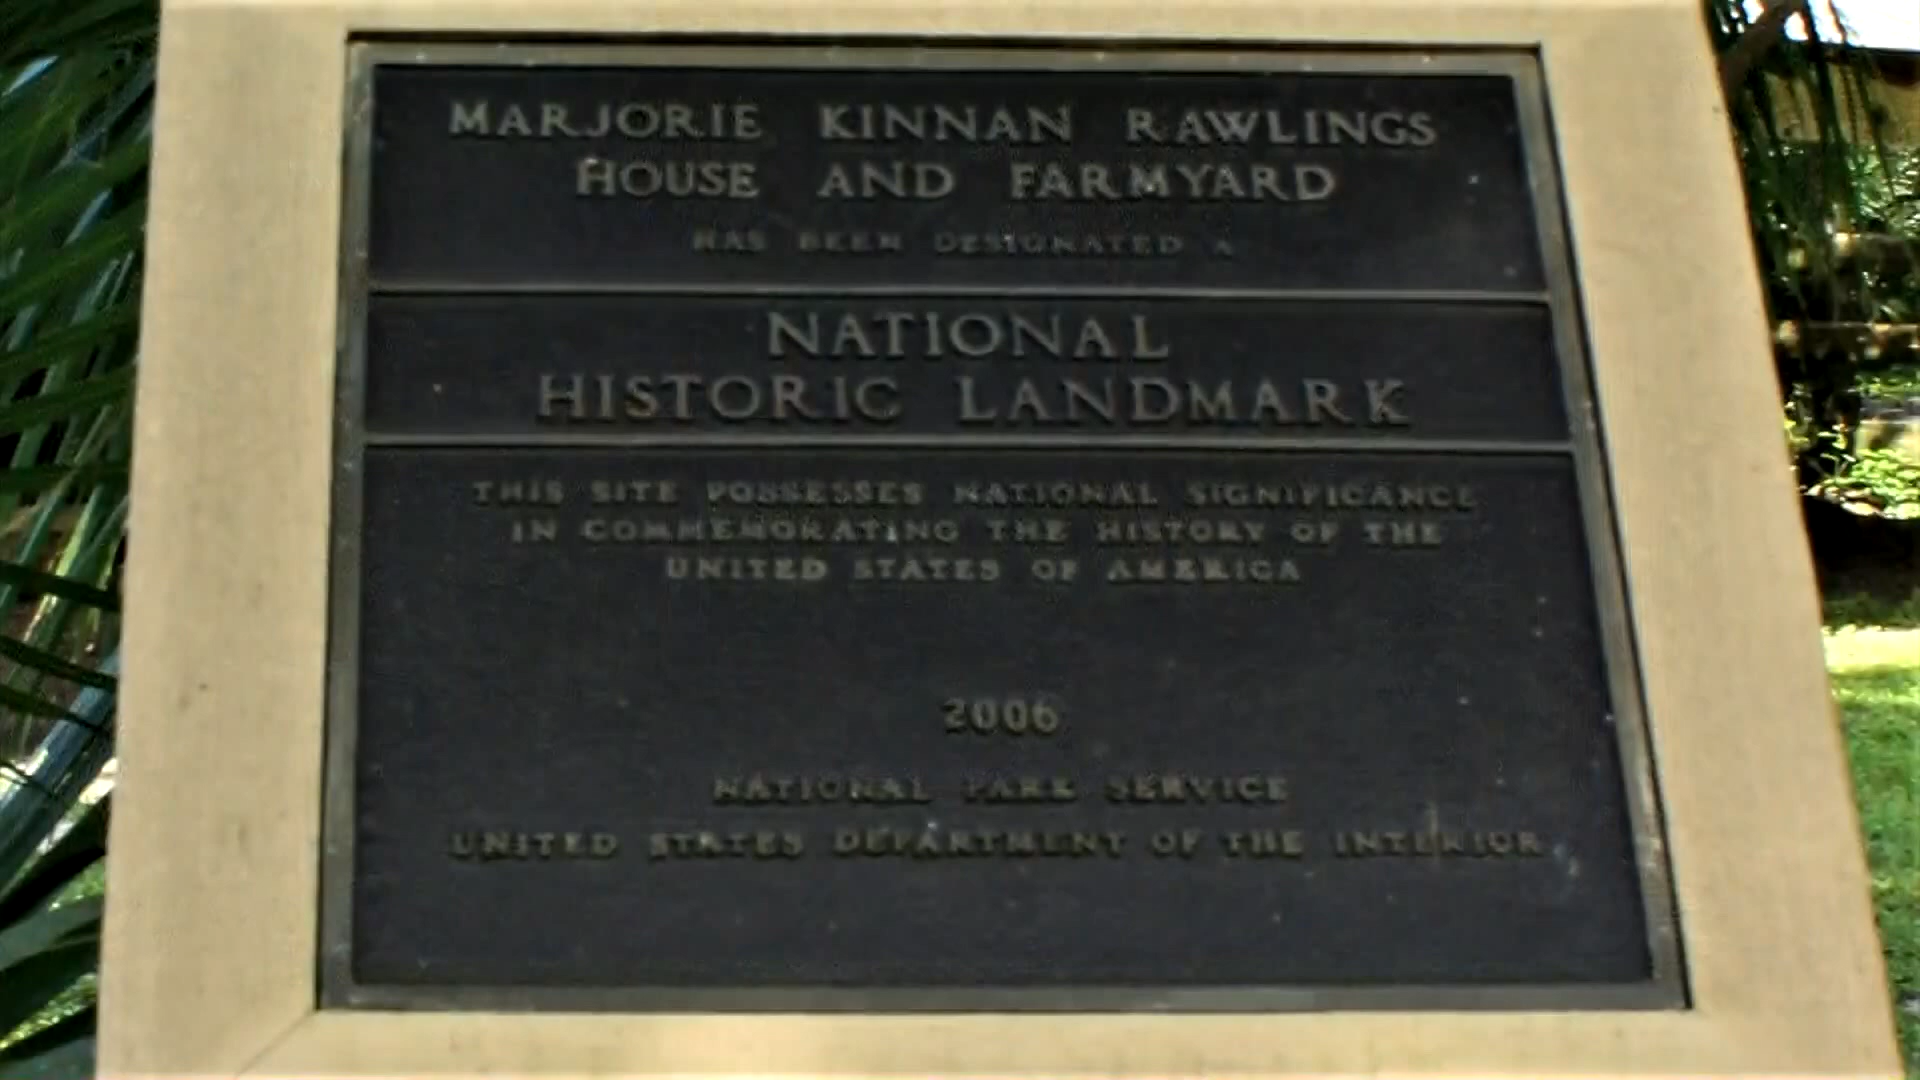 MARJORIE KINNAN RAWLINGS
HOUSE AND FARMYARD
HAS BEEN DESIGNATED A
NATIONAL
HISTORIC LANDMARK
THIS SITE POSSESSES NATIONAL SIGNIFICANCE
IN COMMEMORATING THE HISTORY OF THE
UNITED STATES OF AMERICA
2006
NATIONAL PARK SERVICE
UNITED STATES DEPARTMENT OF THE INTERIOR